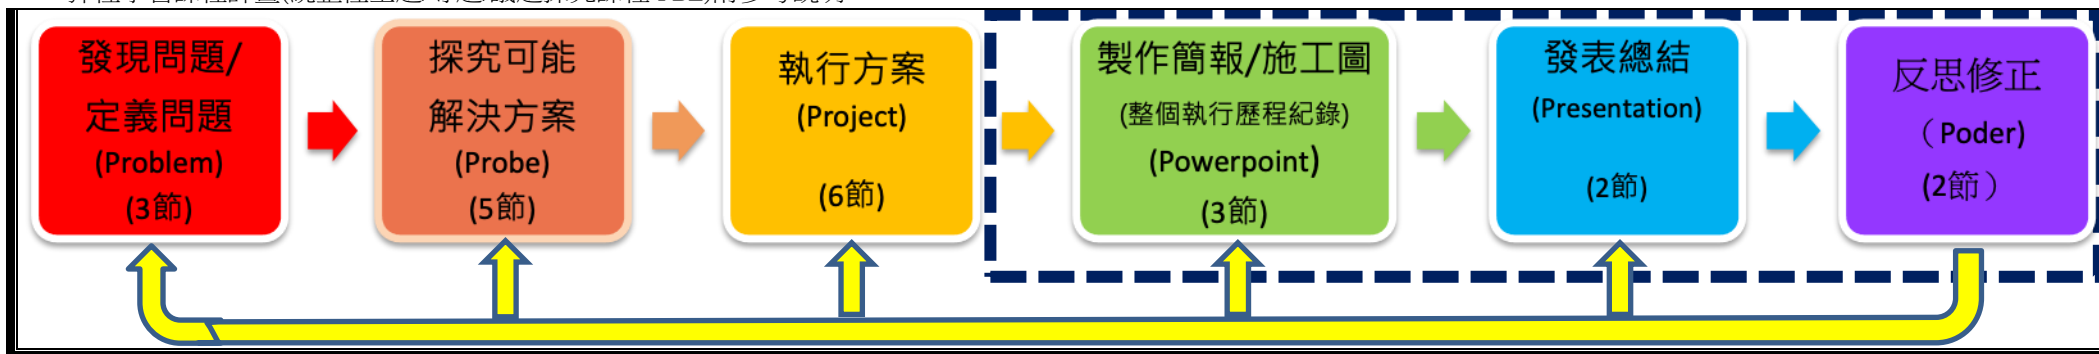 發現問題/
定義問題
(Problem)
(3節)
探究可能
解決方案
(Probe)
(5節)
執行方案
(Project)
(6節)
製作簡報/施工圖
(整個執行歷程紀錄)
(Powerpoint)
(3節)
發表總結
(Presentation)
(2節)
反思修正
（Poder)
(2節）